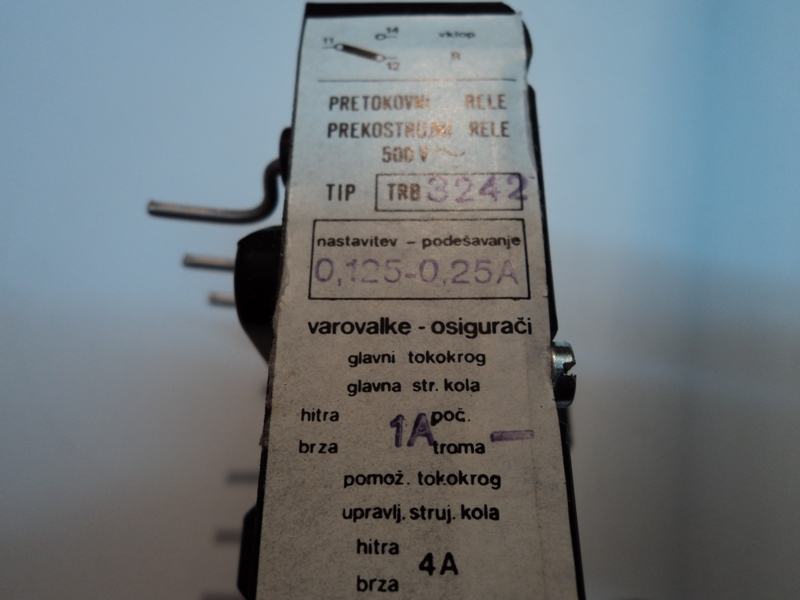 14 vklop
11
12 R
PRETOKOVNI RELE
PREKOSTRUJNI RELE
500 V ~
TIP TRB 3242
nastavitev - podešavanje
0,125-0,25A
varovalke - osigurači
glavni tokokrog
glavna str. kola
hitra 1A poč. —
brza troma
pomož. tokokrog
upravlj. struj. kola
hitra 4A
brza